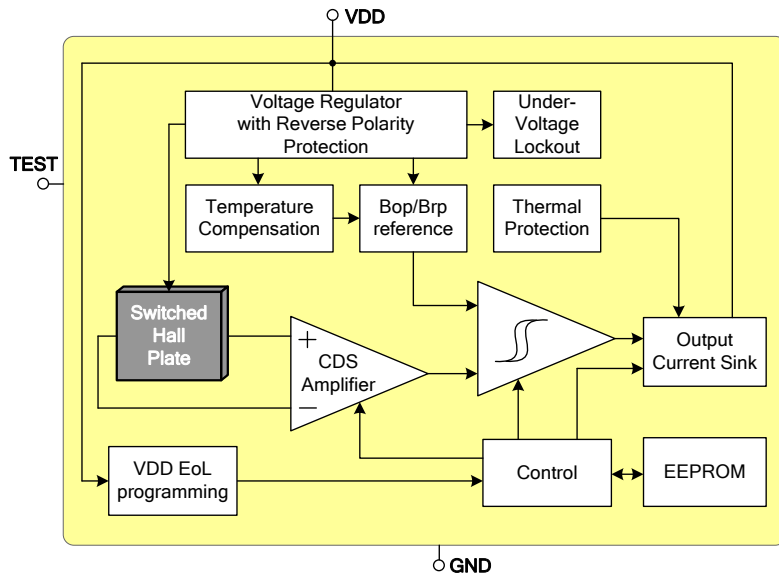 VDD
Voltage Regulator
with Reverse Polarity
Protection
Under-
Voltage
Lockout
TEST
Temperature
Compensation
Bop/Brp
reference
Thermal
Protection
Switched
Hall
Plate
+
CDS
Amplifier
−
Output
Current Sink
VDD EoL
programming
Control
EEPROM
GND